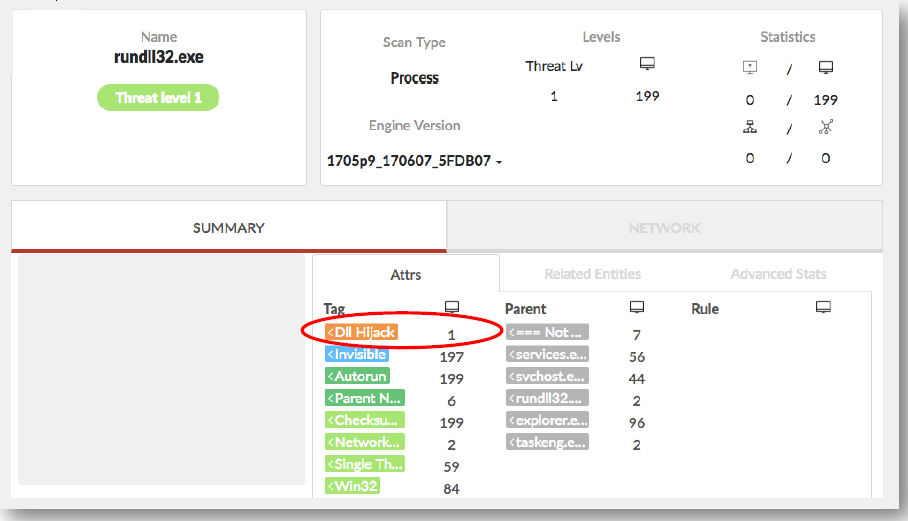 Name
rundll32.exe
Threat level 1
Scan Type
Process
Engine Version
1705p9_170607_5FDB07
Levels
Threat Lv
1 199
Statistics
/
0 / 199
/
0 / 0
SUMMARY
NETWORK
Attrs
Related Entities
Advanced Stats
Tag Parent Rule
<Dll Hijack 1 <=== Not ... 7
<Invisible 197 <services.e... 56
<Autorun 199 <svchost.e... 44
<Parent N... 6 <rundll32.... 2
<Checksu... 199 <explorer.e... 96
<Network... 2 <taskeng.e... 2
<Single Th... 59
<Win32 84